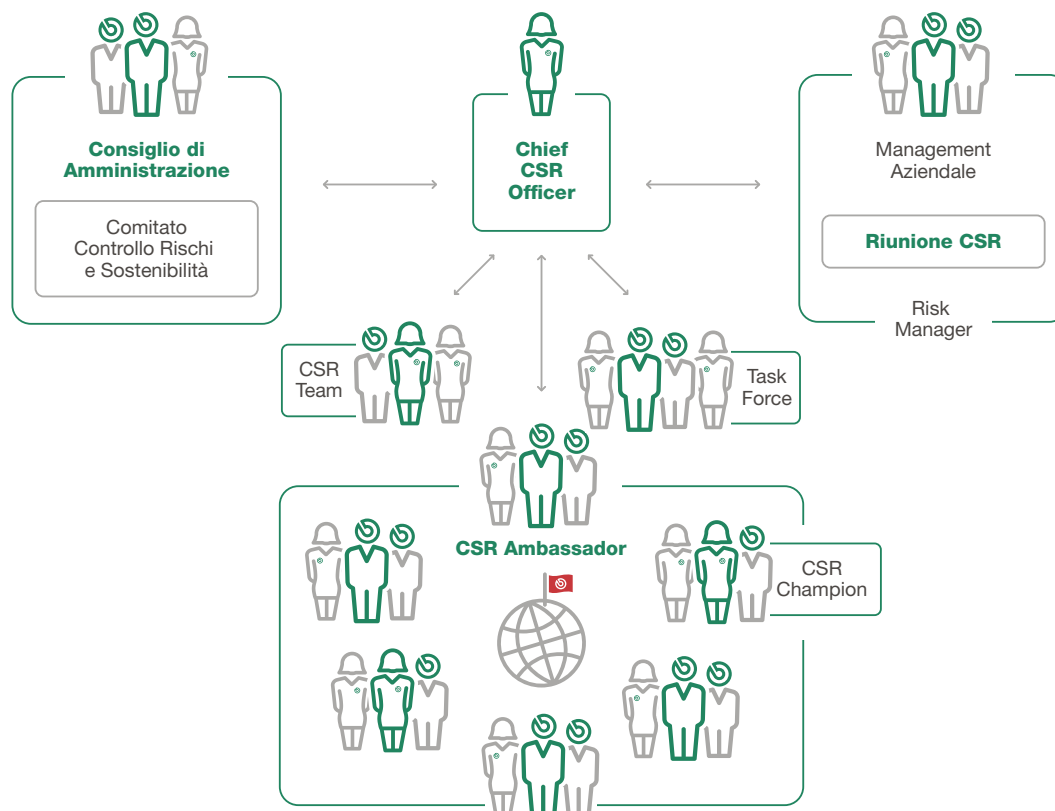 Consiglio di
Amministrazione
Comitato
Controllo Rischi
e Sostenibilità
Chief
CSR
Officer
Management
Aziendale
Riunione CSR
Risk
Manager
CSR
Team
Task
Force
CSR Ambassador
CSR
Champion